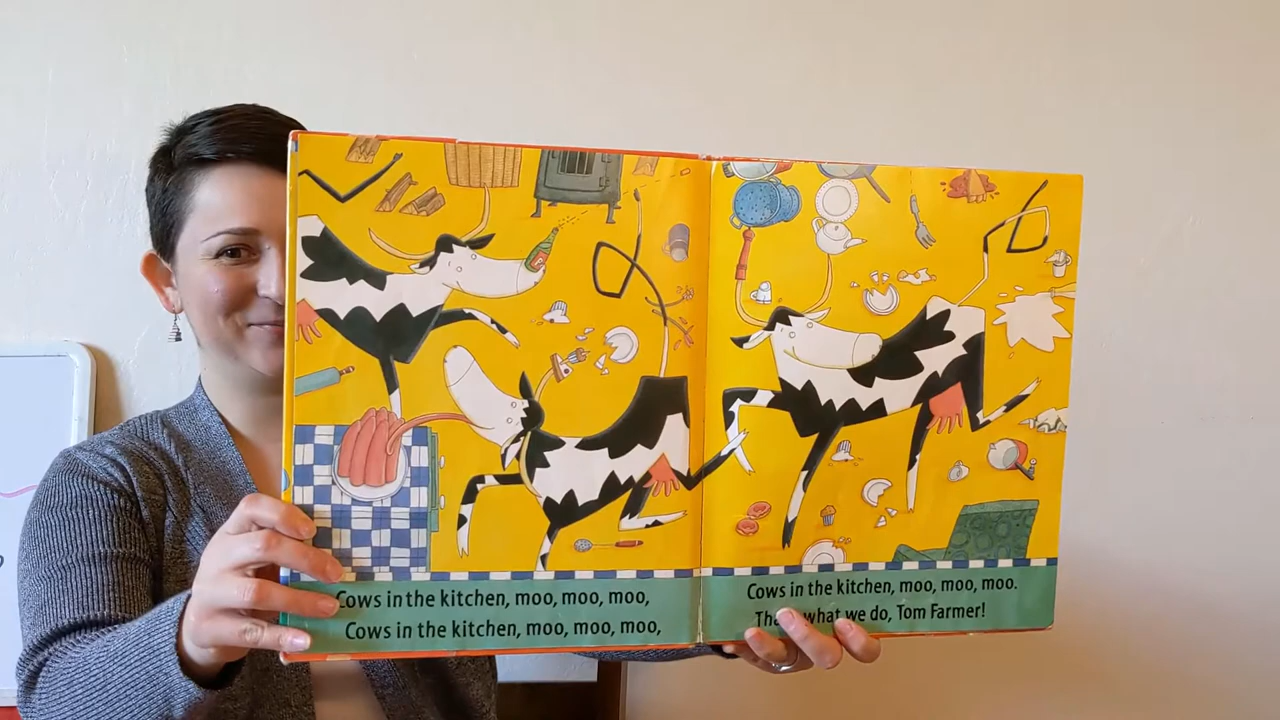 Cows in the kitchen, moo, moo, moo,
Cows in the kitchen, moo, moo, moo,
Cows in the kitchen, moo, moo, moo.
what we do, Tom Farmer!